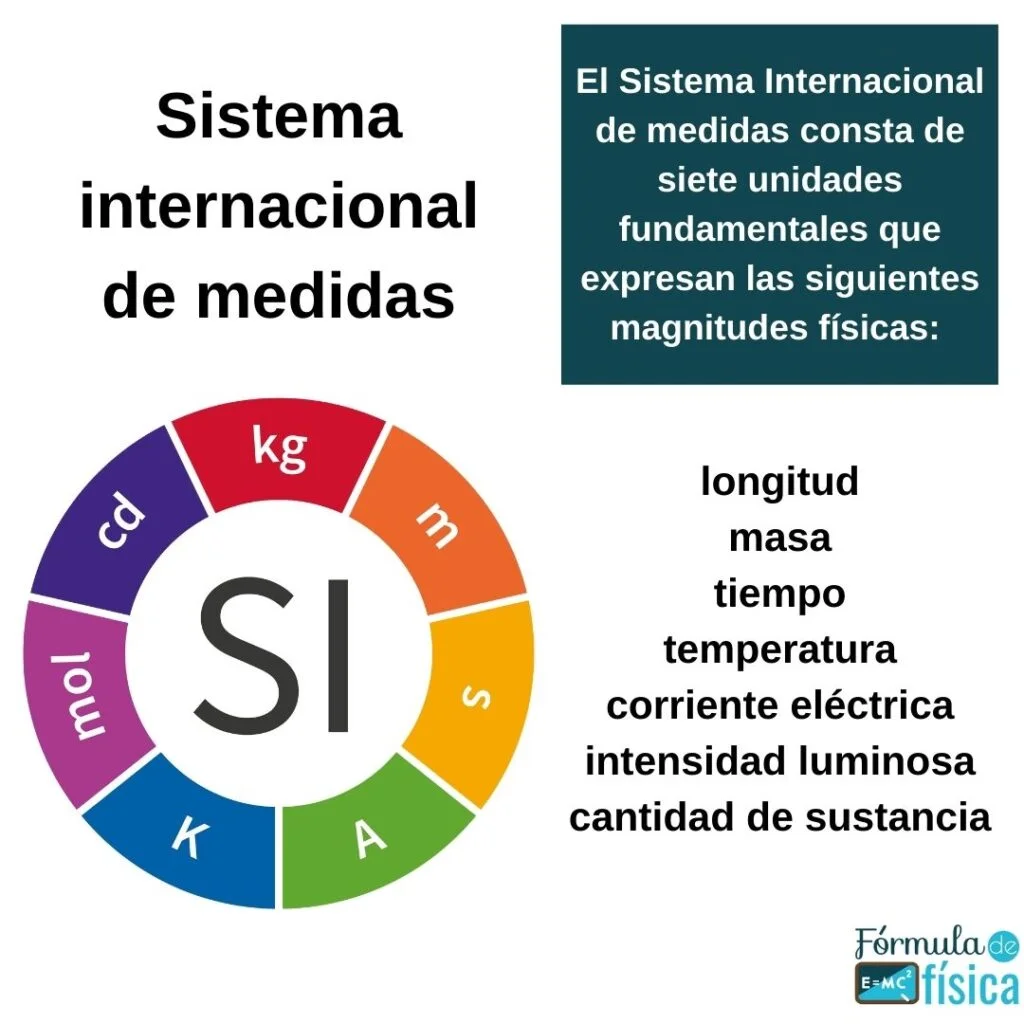 Sistema
internacional
de medidas
El Sistema Internacional
de medidas consta de
siete unidades
fundamentales que
expresan las siguientes
magnitudes físicas:
kg
m
s
A
K
mol
cd
SI
longitud
masa
tiempo
temperatura
corriente eléctrica
intensidad luminosa
cantidad de sustancia
Fórmula de
E=MC²
física